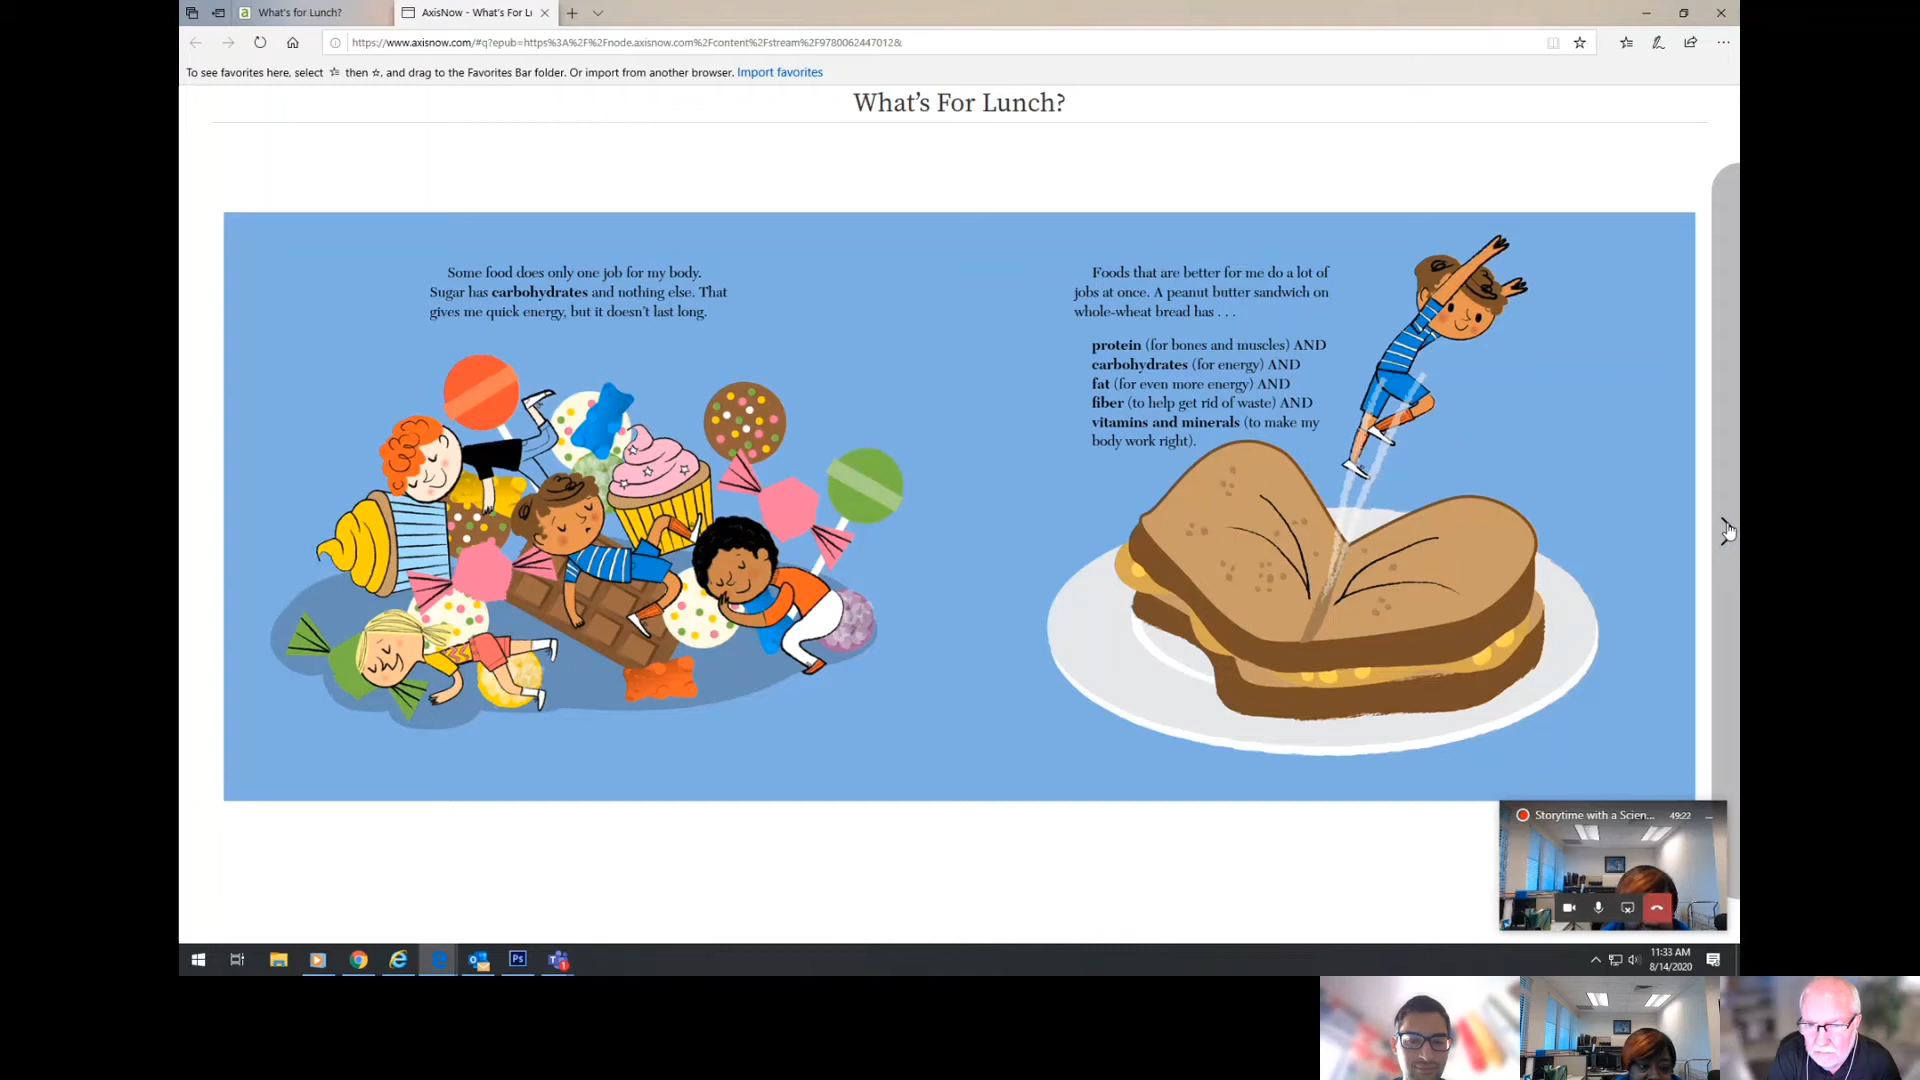 What's for Lunch?
AxisNow - What's For Lu
https://www.axisnow.com/#q?epub=https%3A%2F%2Fnode.axisnow.com%2Fcontent%2Fstream%2F9780062447012&
To see favorites here, select ☆ then ☆, and drag to the Favorites Bar folder. Or import from another browser. Import favorites
What's For Lunch?
Some food does only one job for my body.
Sugar has carbohydrates and nothing else. That
gives me quick energy, but it doesn't last long.
Foods that are better for me do a lot of
jobs at once. A peanut butter sandwich on
whole-wheat bread has . . .
protein (for bones and muscles) AND
carbohydrates (for energy) AND
fat (for even more energy) AND
fiber (to help get rid of waste) AND
vitamins and minerals (to make my
body work right).
Storytime with a Scien... 49:22
Ps
11:33 AM
8/14/2020